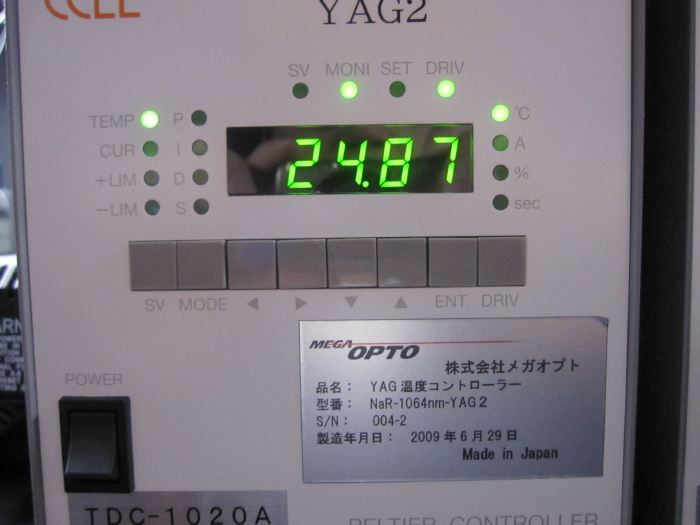 YAG2
SV MONI SET DRIV
TEMP P
CUR I
+LIM D
−LIM S
24.87
℃
A
%
sec
SV MODE ◀ ▶ ▼ ▲ ENT DRIV
POWER
MEGA OPTO
株式会社メガオプト
品名： YAG温度コントローラー
型番： NaR-1064nm-YAG2
S/N： 004-2
製造年月日： 2009年6月29日
Made in Japan
TDC-1020A
PELTIER CONTROLLER